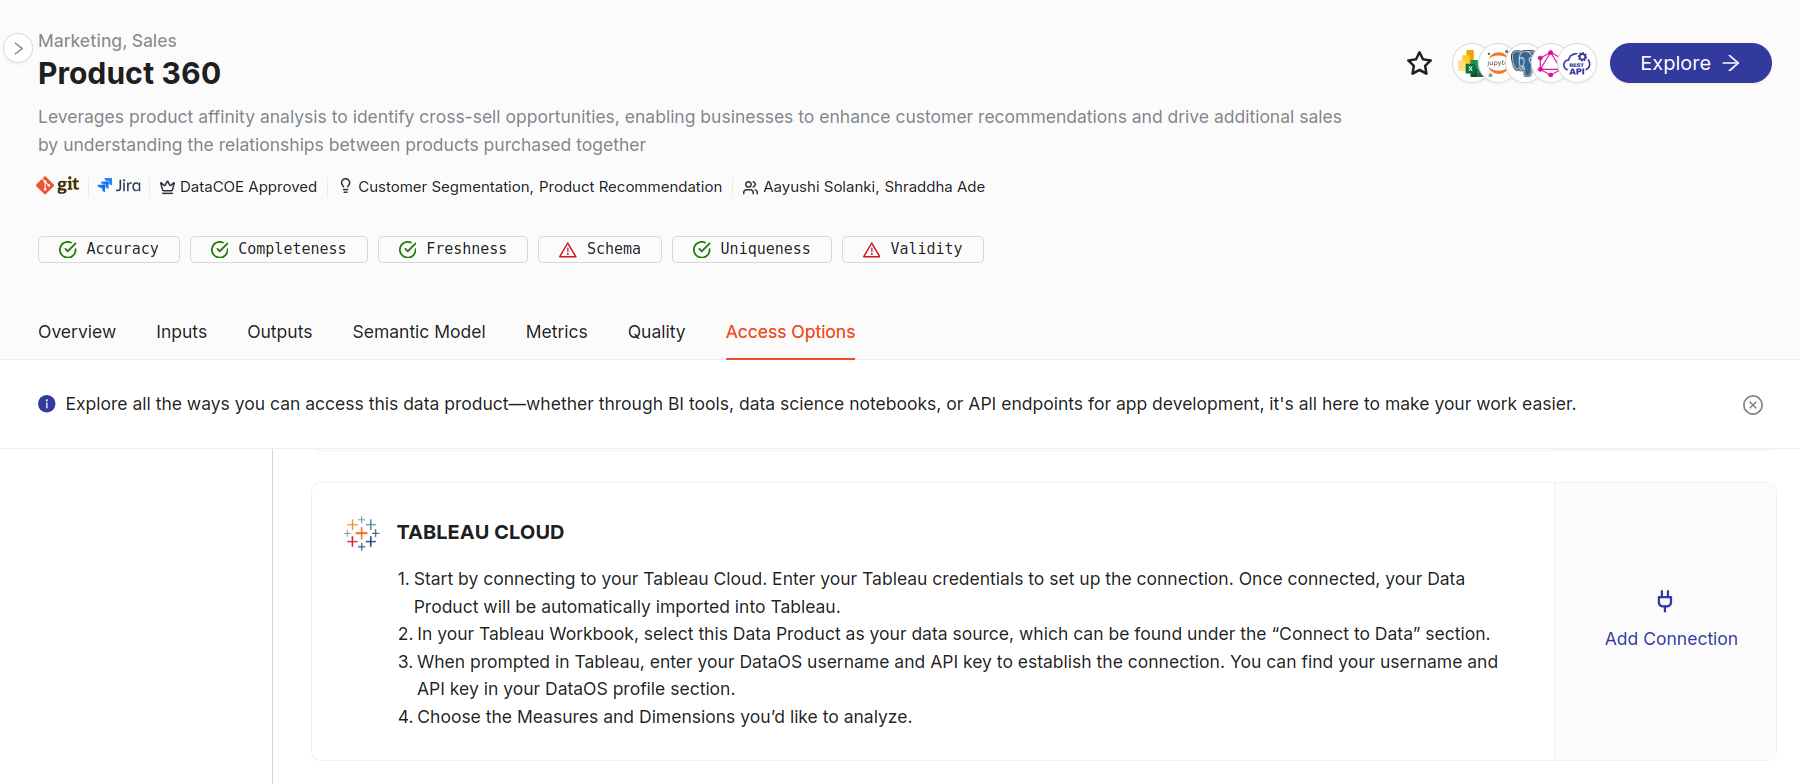 Marketing, Sales
Product 360
Explore
Leverages product affinity analysis to identify cross-sell opportunities, enabling businesses to enhance customer recommendations and drive additional sales
by understanding the relationships between products purchased together
git Jira DataCOE Approved Customer Segmentation, Product Recommendation Aayushi Solanki, Shraddha Ade
Accuracy Completeness Freshness Schema Uniqueness Validity
Overview Inputs Outputs Semantic Model Metrics Quality Access Options
Explore all the ways you can access this data product—whether through BI tools, data science notebooks, or API endpoints for app development, it's all here to make your work easier.
TABLEAU CLOUD
1. Start by connecting to your Tableau Cloud. Enter your Tableau credentials to set up the connection. Once connected, your Data
Product will be automatically imported into Tableau.
2. In your Tableau Workbook, select this Data Product as your data source, which can be found under the “Connect to Data” section.
3. When prompted in Tableau, enter your DataOS username and API key to establish the connection. You can find your username and
API key in your DataOS profile section.
4. Choose the Measures and Dimensions you’d like to analyze.
Add Connection
REST
API